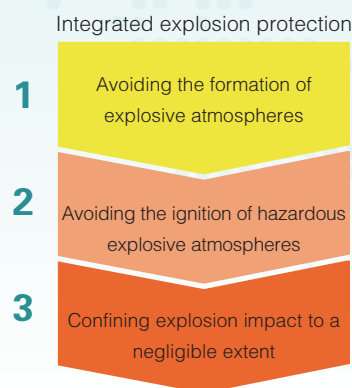 Integrated explosion protection
1
Avoiding the formation of
explosive atmospheres
2
Avoiding the ignition of hazardous
explosive atmospheres
3
Confining explosion impact to a
negligible extent